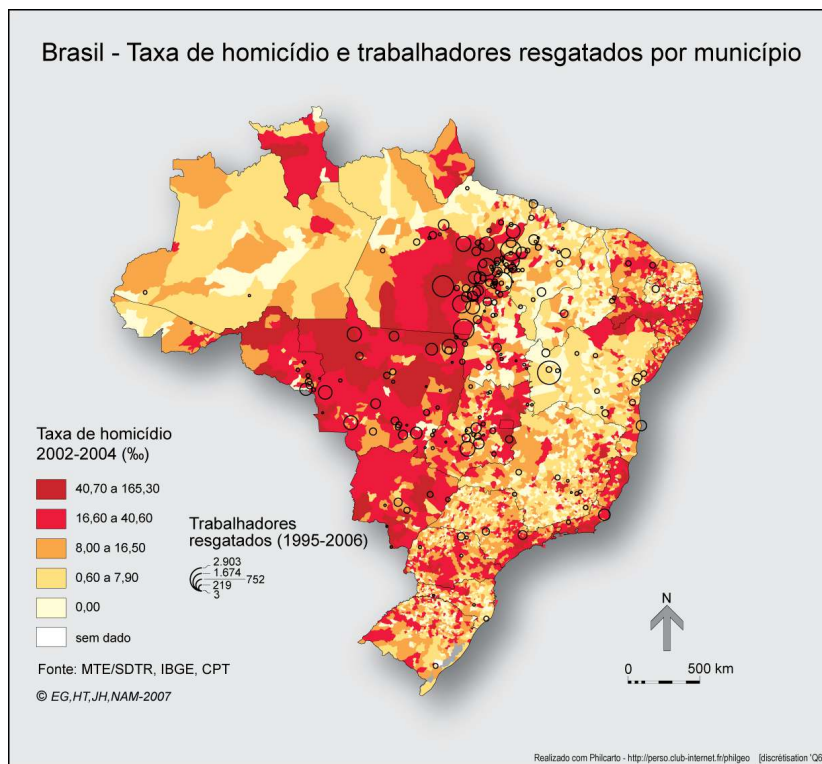 Brasil - Taxa de homicídio e trabalhadores resgatados por município
Taxa de homicídio
2002-2004 (‰)
40,70 a 165,30
16,60 a 40,60
8,00 a 16,50
0,60 a 7,90
0,00
sem dado
Trabalhadores
resgatados (1995-2006)
2.903
1.674
752
219
3
N
0 500 km
Fonte: MTE/SDTR, IBGE, CPT
© EG,HT,JH,NAM-2007
Realizado com Philcarto - http://perso.club-internet.fr/philgeo [discrétisation 'Q6